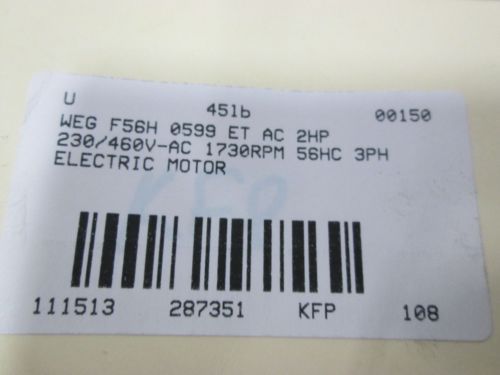 U 451b 00150
WEG F56H 0599 ET AC 2HP
230/460V-AC 1730RPM 56HC 3PH
ELECTRIC MOTOR
KFP
111513 287351 KFP 108